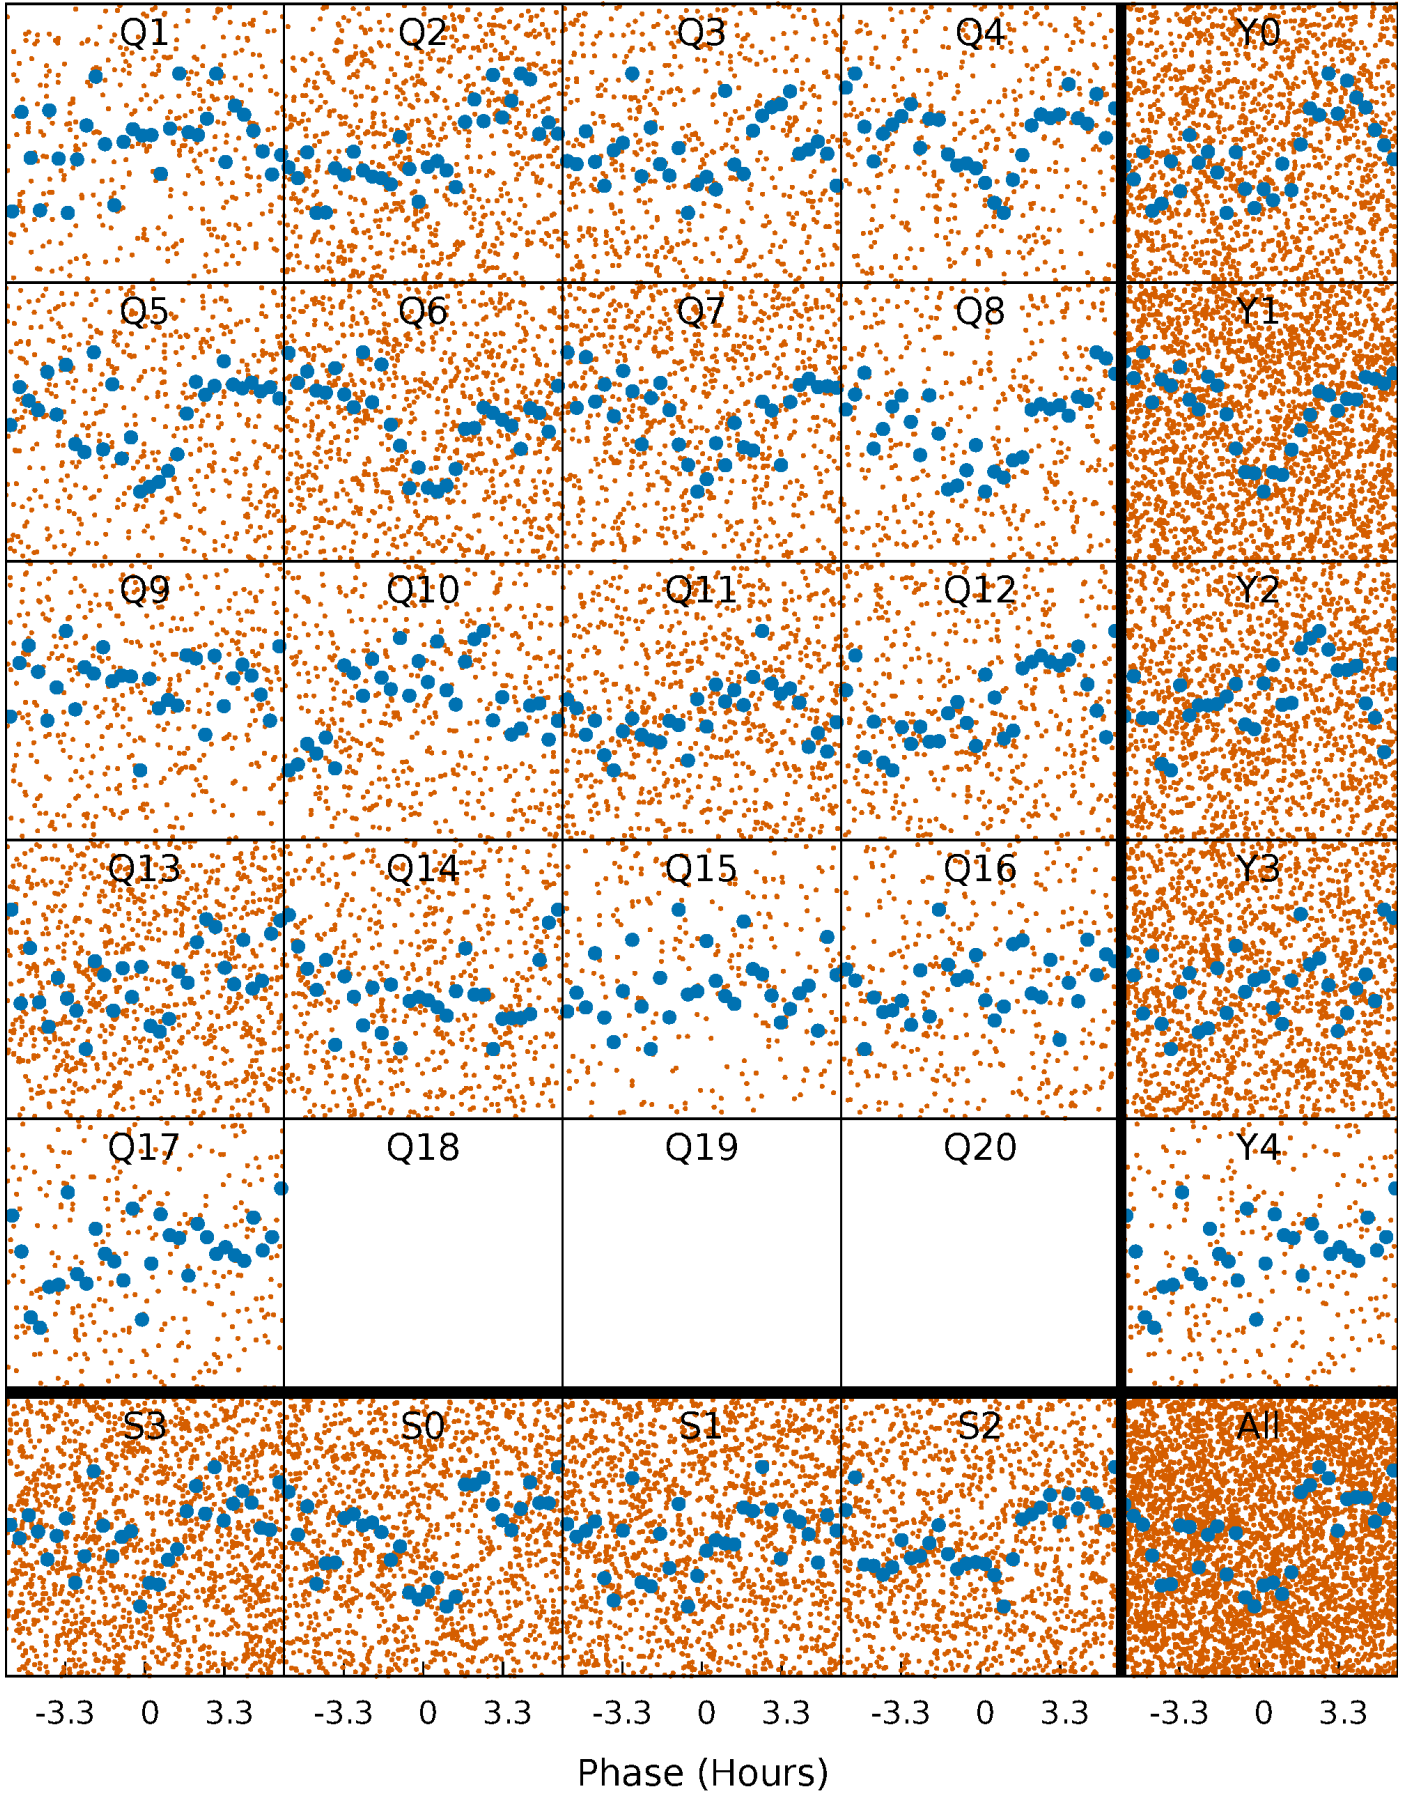 Q1 Q2 Q3 Q4 Y0
Q5 Q6 Q7 Q8 Y1
Q9 Q10 Q11 Q12 Y2
Q13 Q14 Q15 Q16 Y3
Q17 Q18 Q19 Q20 Y4
S3 S0 S1 S2 All
-3.3 0 3.3 -3.3 0 3.3 -3.3 0 3.3 -3.3 0 3.3 -3.3 0 3.3
Phase (Hours)